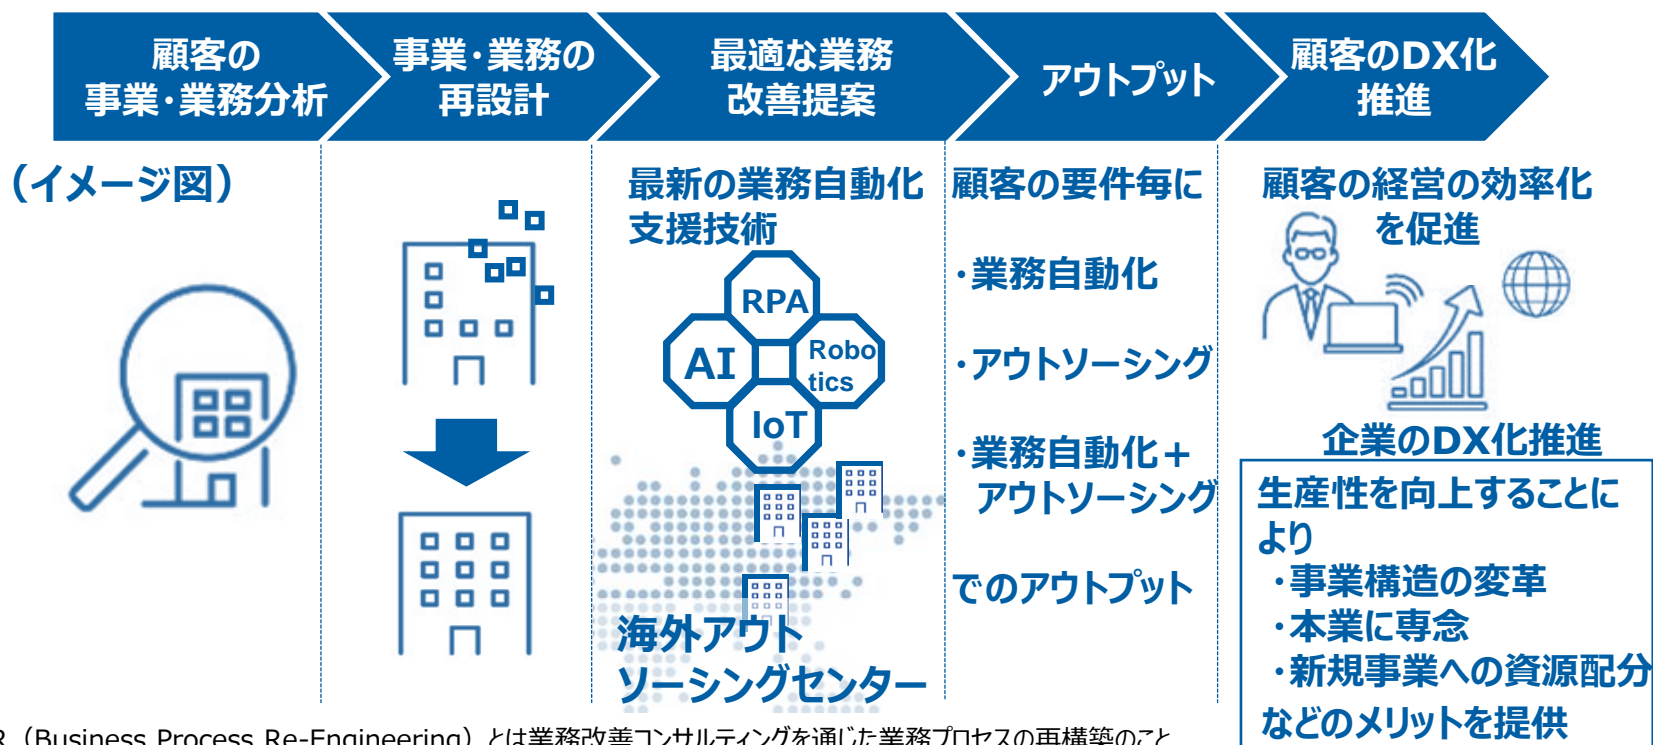 顧客の
事業・業務分析
事業・業務の
再設計
最適な業務
改善提案
アウトプット
顧客のDX化
推進
（イメージ図）
最新の業務自動化
支援技術
RPA
AI
Robo
tics
IoT
海外アウト
ソーシングセンター
顧客の要件毎に
・業務自動化
・アウトソーシング
・業務自動化＋
アウトソーシング
でのアウトプット
顧客の経営の効率化
を促進
企業のDX化推進
生産性を向上することに
より
・事業構造の変革
・本業に専念
・新規事業への資源配分
などのメリットを提供
R（Business Process Re-Engineering）とは業務改善コンサルティングを通じた業務プロセスの再構築のこと